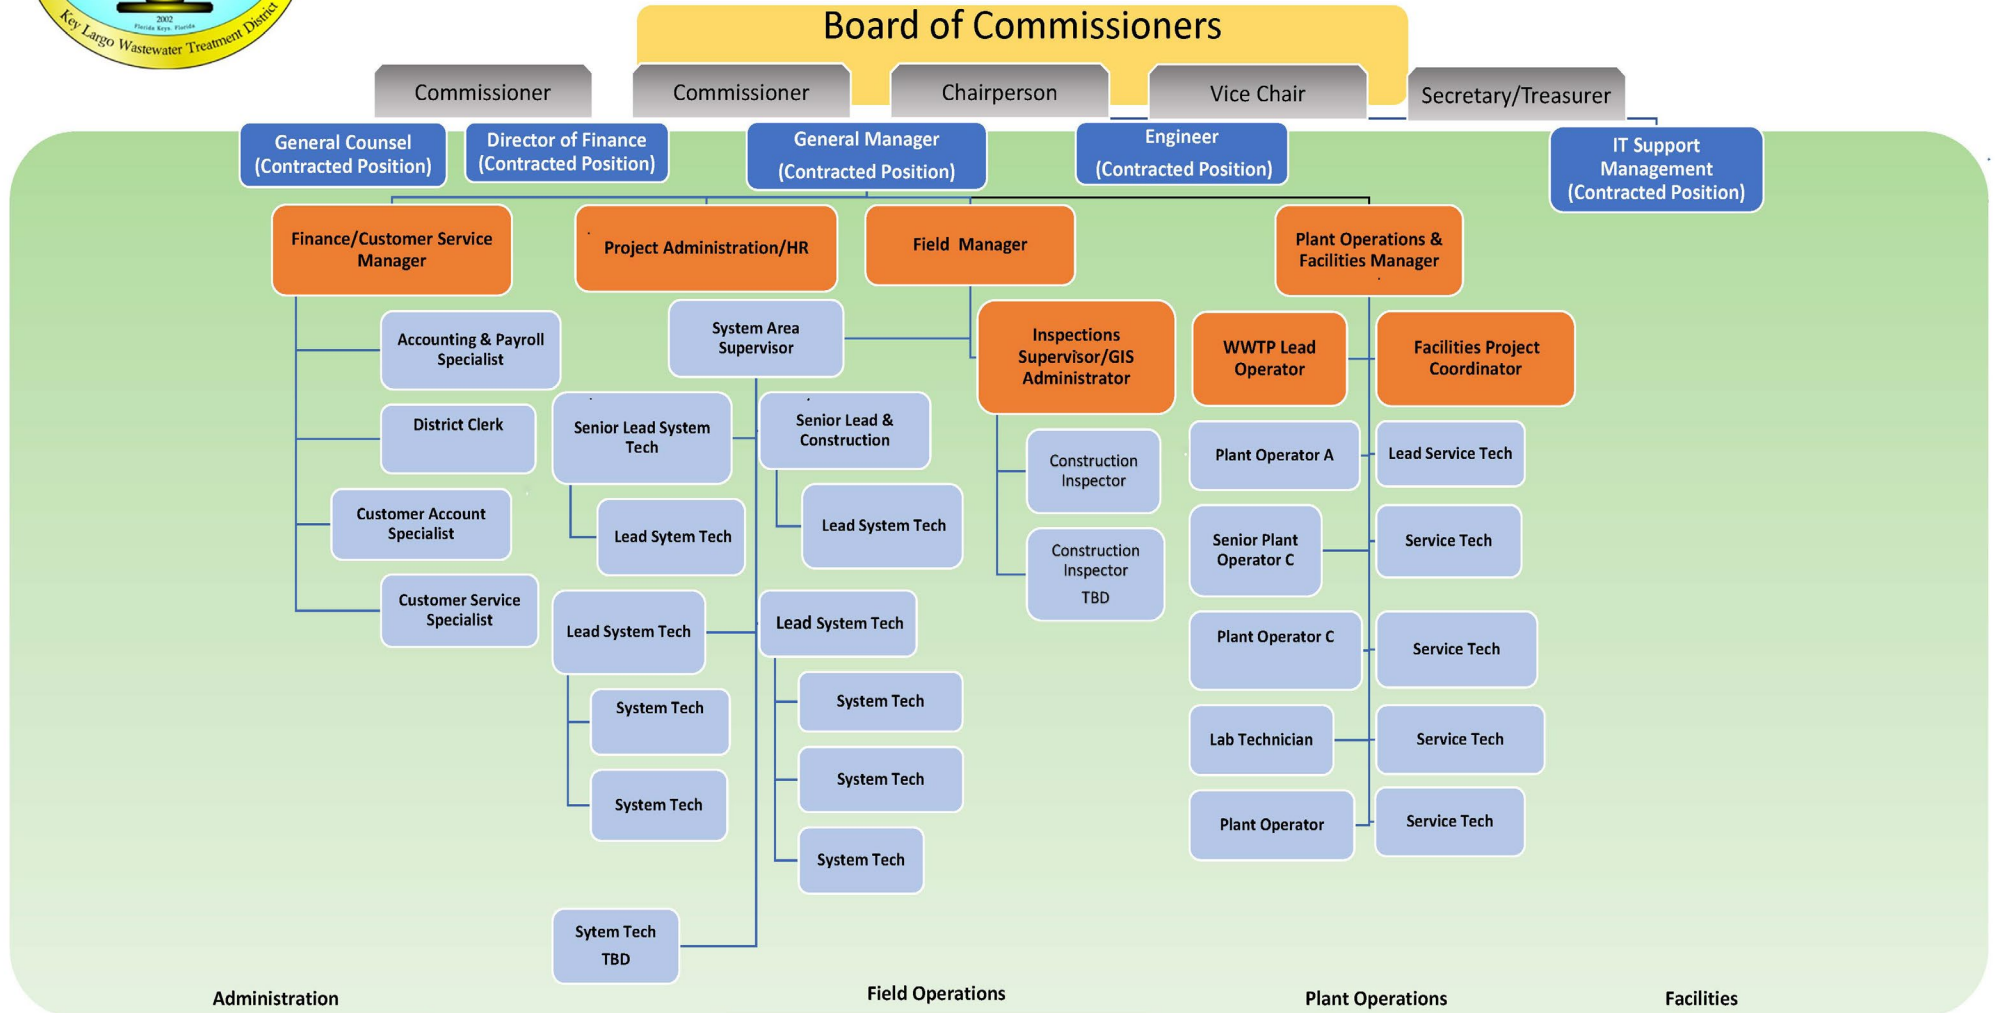 2002
Florida Keys, Florida
Key Largo Wastewater Treatment District
Board of Commissioners
Commissioner
Commissioner
Chairperson
Vice Chair
Secretary/Treasurer
General Counsel
(Contracted Position)
Director of Finance
(Contracted Position)
General Manager
(Contracted Position)
Engineer
(Contracted Position)
IT Support
Management
(Contracted Position)
Finance/Customer Service
Manager
Project Administration/HR
Field Manager
Plant Operations &
Facilities Manager
Accounting & Payroll
Specialist
District Clerk
Customer Account
Specialist
Customer Service
Specialist
System Area
Supervisor
Senior Lead System
Tech
Lead Sytem Tech
Senior Lead &
Construction
Lead System Tech
Lead System Tech
System Tech
System Tech
Lead System Tech
System Tech
System Tech
System Tech
Sytem Tech
TBD
Inspections
Supervisor/GIS
Administrator
Construction
Inspector
Construction
Inspector
TBD
WWTP Lead
Operator
Facilities Project
Coordinator
Plant Operator A
Lead Service Tech
Senior Plant
Operator C
Service Tech
Plant Operator C
Service Tech
Lab Technician
Service Tech
Plant Operator
Service Tech
Administration
Field Operations
Plant Operations
Facilities